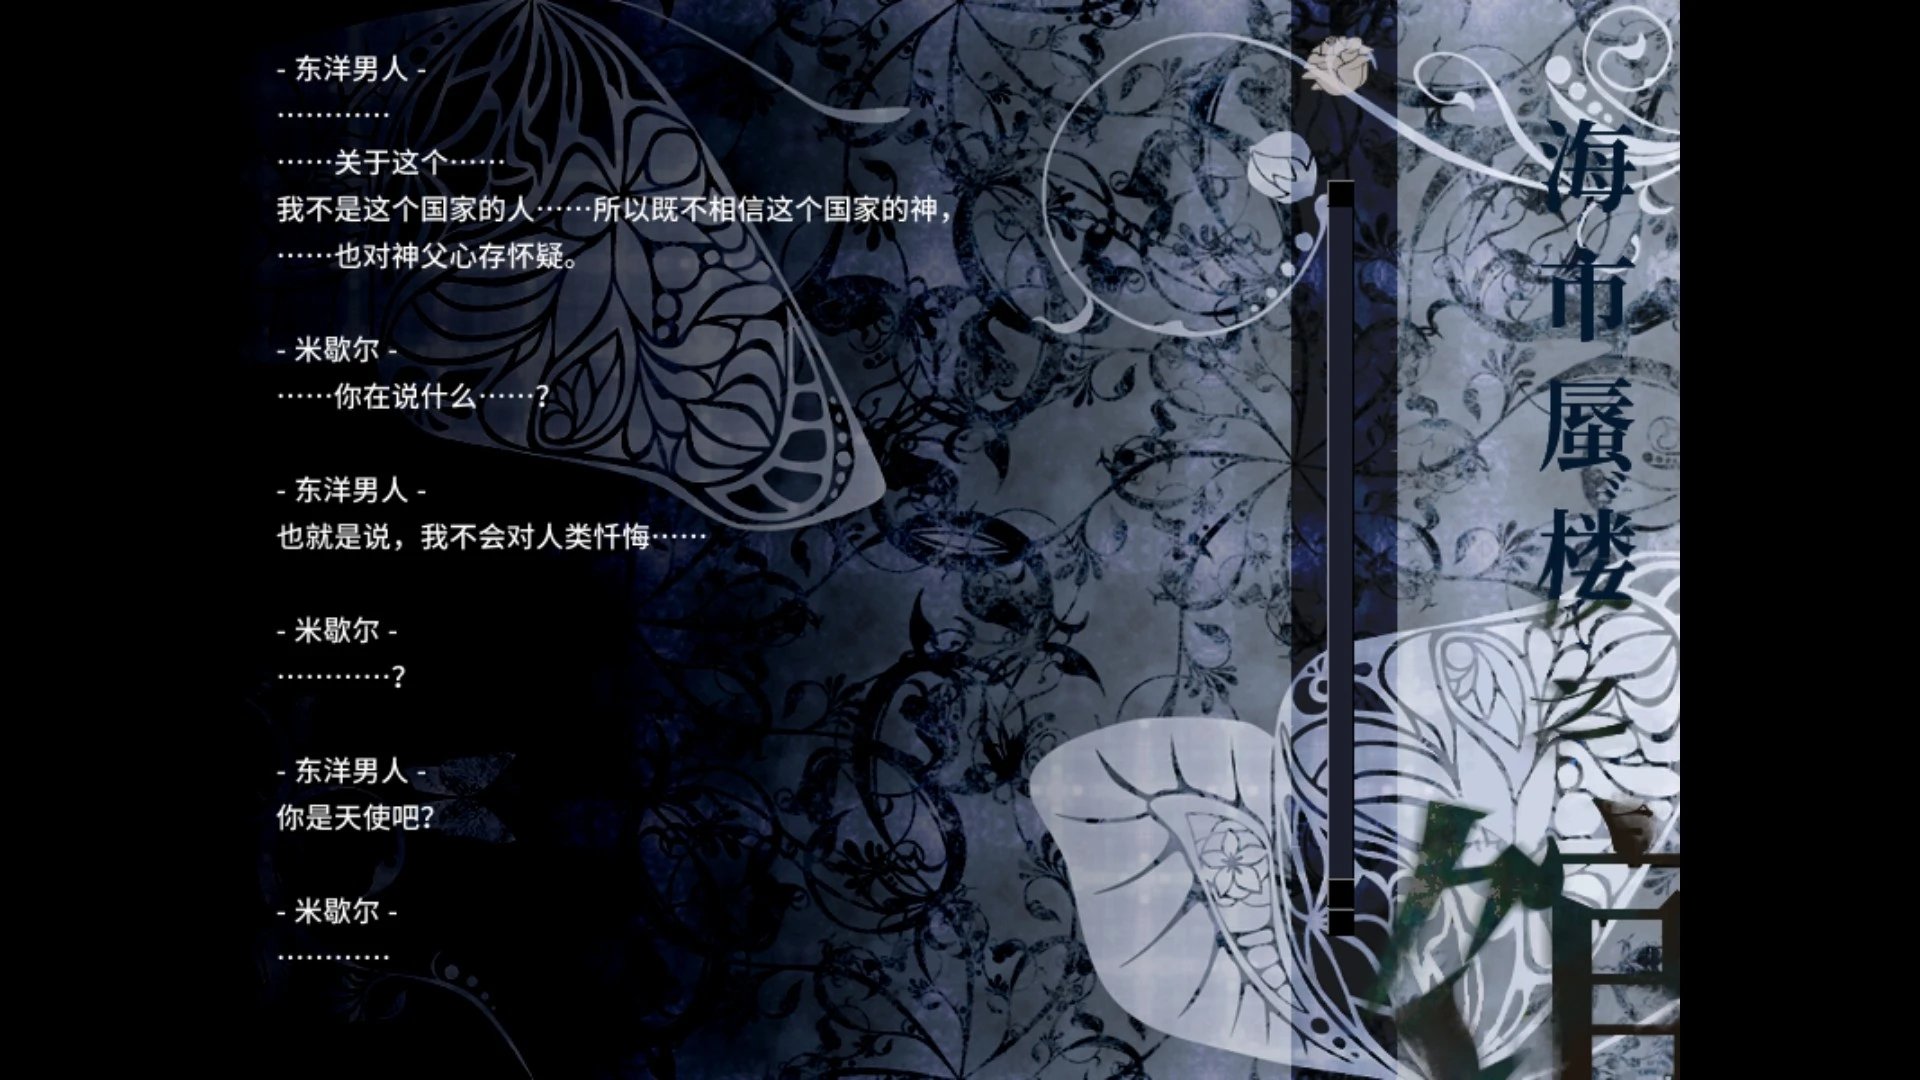 - 东洋男人 -
…………
……关于这个……
我不是这个国家的人……所以既不相信这个国家的神，
……也对神父心存怀疑。
- 米歇尔 -
……你在说什么……？
- 东洋男人 -
也就是说，我不会对人类忏悔……
- 米歇尔 -
…………？
- 东洋男人 -
你是天使吧？
- 米歇尔 -
…………
海市蜃楼之馆